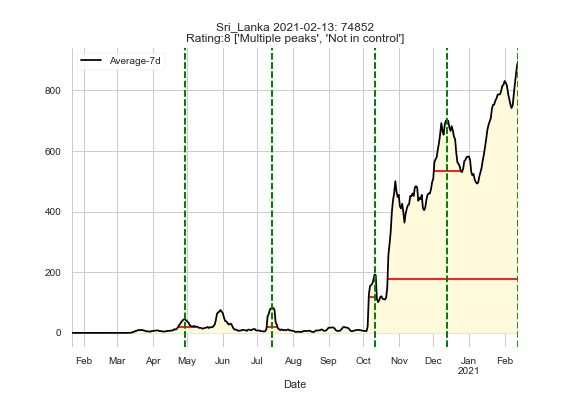 Sri_Lanka 2021-02-13: 74852
Rating:8 ['Multiple peaks', 'Not in control']
Average-7d
800
600
400
200
0
Feb Mar Apr May Jun Jul Aug Sep Oct Nov Dec Jan Feb
2021
Date